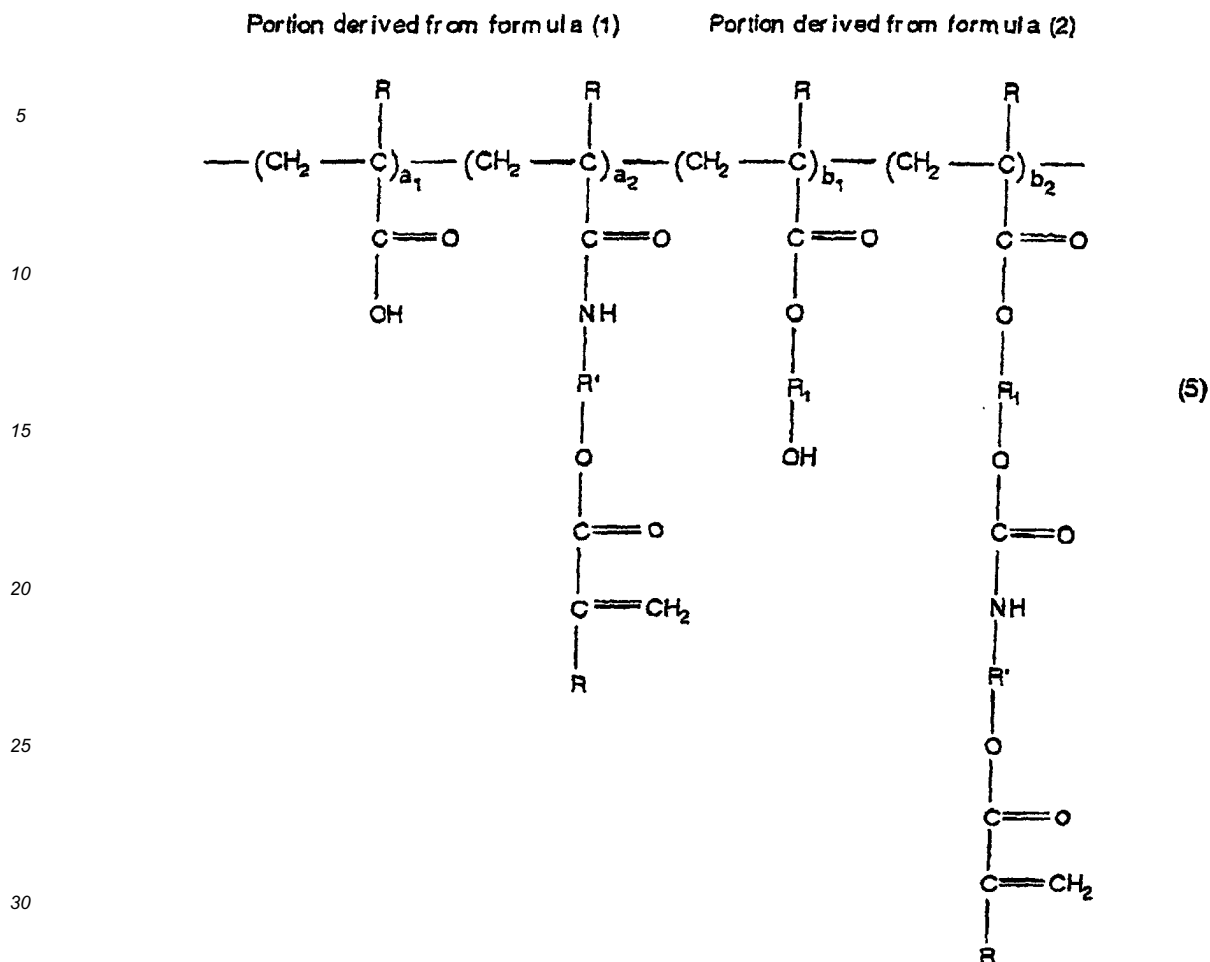 Portion derived from formula (1) Portion derived from formula (2)
R R R R
5
—(CH₂—C)a₁—(CH₂—C)a₂—(CH₂—C)b₁—(CH₂—C)b₂—
C=O C=O C=O C=O
10
OH NH O O
R' R₁ R₁ (5)
15
O OH O
C=O C=O
20
C=CH₂ NH
R R'
25
O
C=O
C=CH₂
30
R